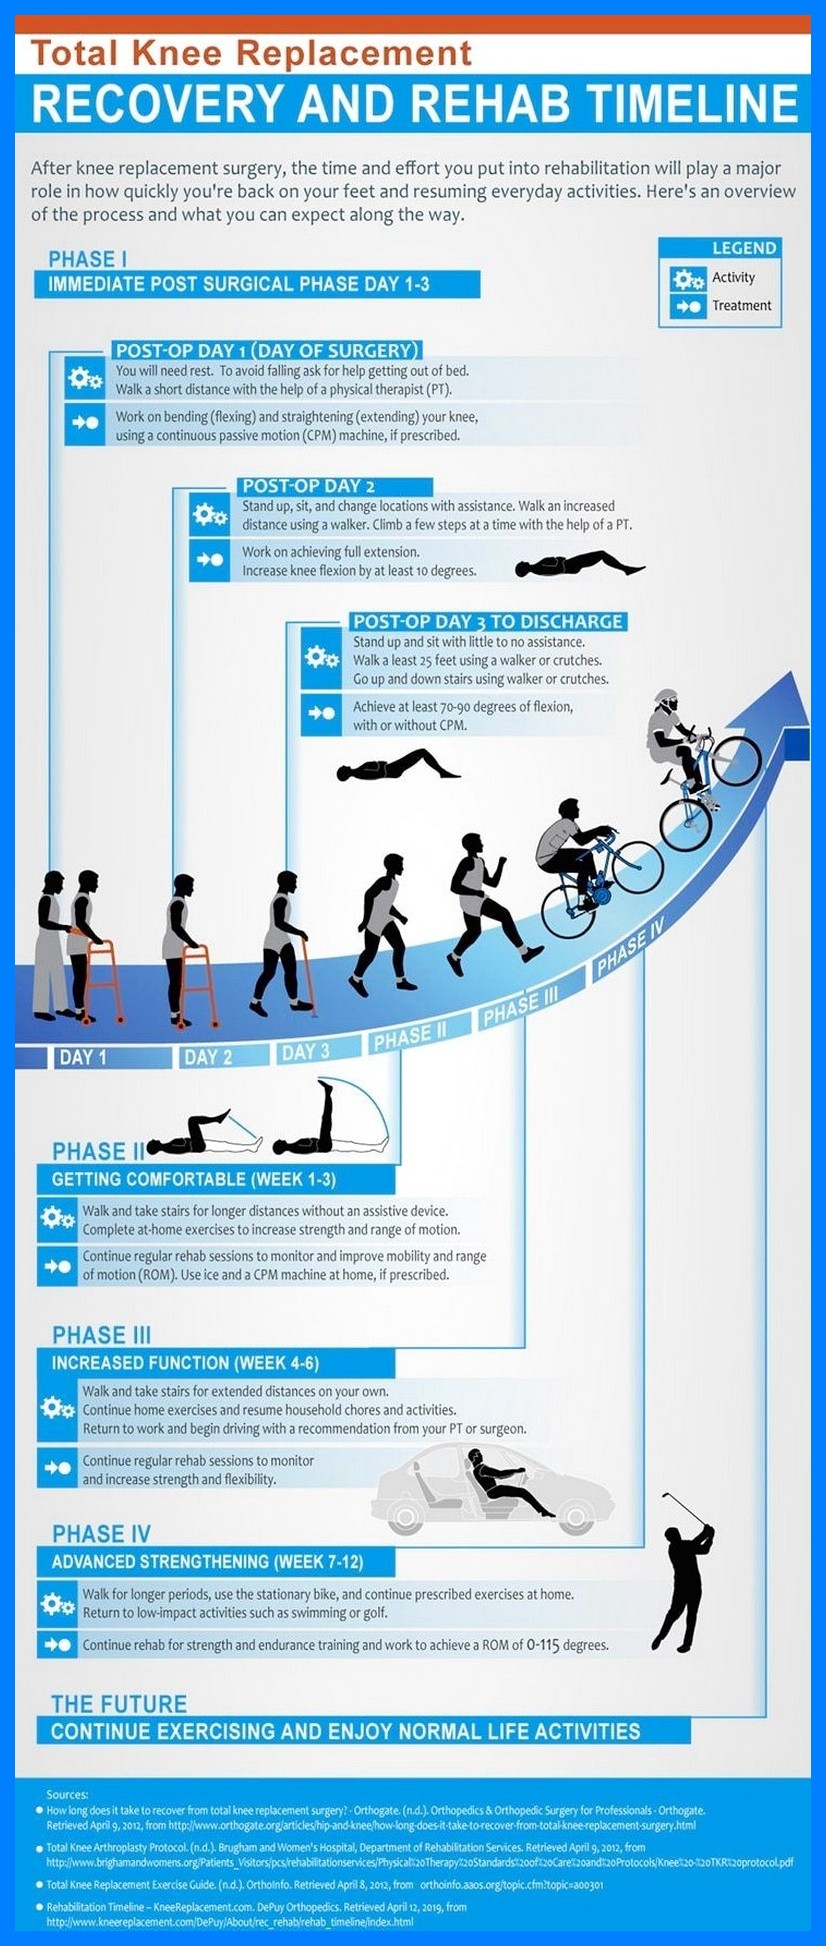 Total Knee Replacement
RECOVERY AND REHAB TIMELINE
After knee replacement surgery, the time and effort you put into rehabilitation will play a major
role in how quickly you're back on your feet and resuming everyday activities. Here's an overview
of the process and what you can expect along the way.
LEGEND
Activity
Treatment
PHASE I
IMMEDIATE POST SURGICAL PHASE DAY 1-3
POST-OP DAY 1 (DAY OF SURGERY)
You will need rest. To avoid falling ask for help getting out of bed.
Walk a short distance with the help of a physical therapist (PT).
Work on bending (flexing) and straightening (extending) your knee,
using a continuous passive motion (CPM) machine, if prescribed.
POST-OP DAY 2
Stand up, sit, and change locations with assistance. Walk an increased
distance using a walker. Climb a few steps at a time with the help of a PT.
Work on achieving full extension.
Increase knee flexion by at least 10 degrees.
POST-OP DAY 3 TO DISCHARGE
Stand up and sit with little to no assistance.
Walk a least 25 feet using a walker or crutches.
Go up and down stairs using walker or crutches.
Achieve at least 70-90 degrees of flexion,
with or without CPM.
DAY 1
DAY 2
DAY 3
PHASE II
PHASE III
PHASE IV
PHASE II
GETTING COMFORTABLE (WEEK 1-3)
Walk and take stairs for longer distances without an assistive device.
Complete at-home exercises to increase strength and range of motion.
Continue regular rehab sessions to monitor and improve mobility and range
of motion (ROM). Use ice and a CPM machine at home, if prescribed.
PHASE III
INCREASED FUNCTION (WEEK 4-6)
Walk and take stairs for extended distances on your own.
Continue home exercises and resume household chores and activities.
Return to work and begin driving with a recommendation from your PT or surgeon.
Continue regular rehab sessions to monitor
and increase strength and flexibility.
PHASE IV
ADVANCED STRENGTHENING (WEEK 7-12)
Walk for longer periods, use the stationary bike, and continue prescribed exercises at home.
Return to low-impact activities such as swimming or golf.
Continue rehab for strength and endurance training and work to achieve a ROM of 0-115 degrees.
THE FUTURE
CONTINUE EXERCISING AND ENJOY NORMAL LIFE ACTIVITIES
Sources:
How long does it take to recover from total knee replacement surgery? - Orthogate. (n.d.). Orthopedics & Orthopedic Surgery for Professionals - Orthogate.
Retrieved April 9, 2012, from http://www.orthogate.org/articles/hip-and-knee/how-long-does-it-take-to-recover-from-total-knee-replacement-surgery.html
Total Knee Arthroplasty Protocol. (n.d.). Brugham and Women's Hospital, Department of Rehabilitation Services. Retrieved April 9, 2012, from
http://www.brighamandwomens.org/Patients_Visitors/pcs/rehabilitationservices/Physical%20Therapy%20Standards%20of%20Care%20and%20Protocols/Knee%20-%20TKR%20protocol.pdf
Total Knee Replacement Exercise Guide. (n.d.). OrthoInfo. Retrieved April 8, 2012, from orthoinfo.aaos.org/topic.cfm?topic=a00301
Rehabilitation Timeline – KneeReplacement.com. DePuy Orthopedics. Retrieved April 12, 2019, from
http://www.kneereplacement.com/DePuy/About/rec_rehab/rehab_timeline/index.html